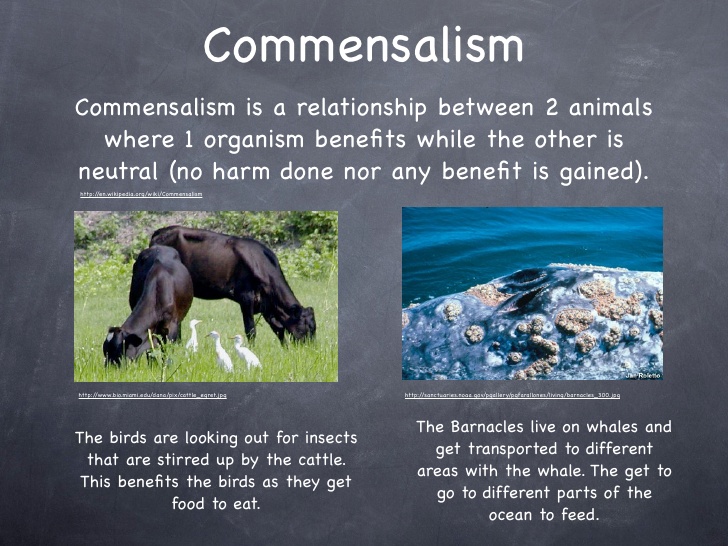 Commensalism
Commensalism is a relationship between 2 animals
where 1 organism benefits while the other is
neutral (no harm done nor any benefit is gained).
http://en.wikipedia.org/wiki/Commensalism
Jan Roletto
http://www.bio.miami.edu/dana/pix/cattle_egret.jpg
http://sanctuaries.noaa.gov/pgallery/pgfarallones/living/barnacles_300.jpg
The birds are looking out for insects
that are stirred up by the cattle.
This benefits the birds as they get
food to eat.
The Barnacles live on whales and
get transported to different
areas with the whale. The get to
go to different parts of the
ocean to feed.